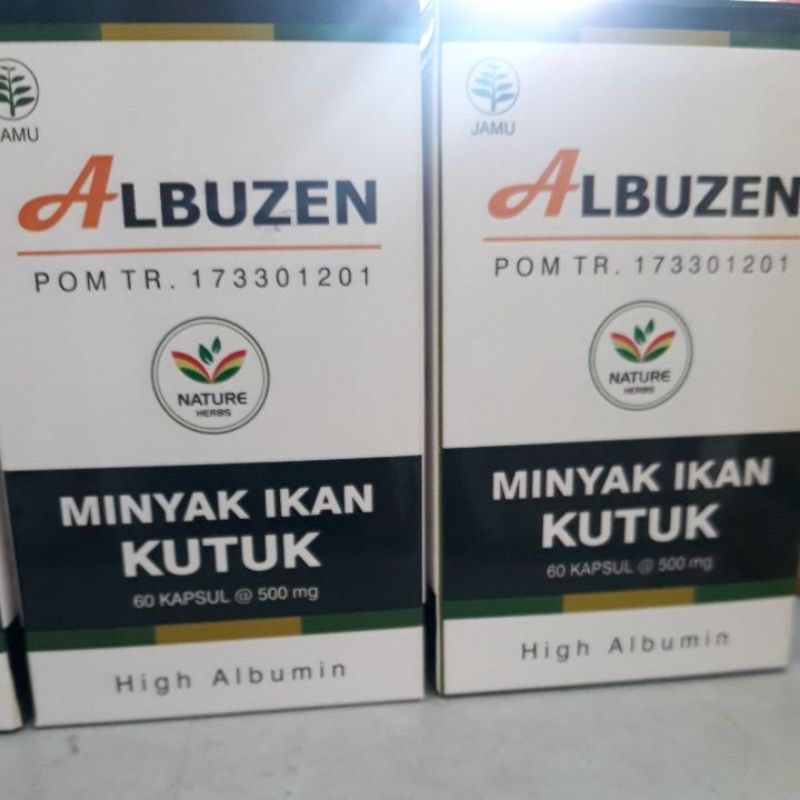 AMU
ALBUZEN
POM TR. 173301201
NATURE
HERBS
MINYAK IKAN
KUTUK
60 KAPSUL @ 500 mg
High Albumin
JAMU
ALBUZEN
POM TR. 173301201
NATURE
HERBS
MINYAK IKAN
KUTUK
60 KAPSUL @ 500 mg
High Albumin